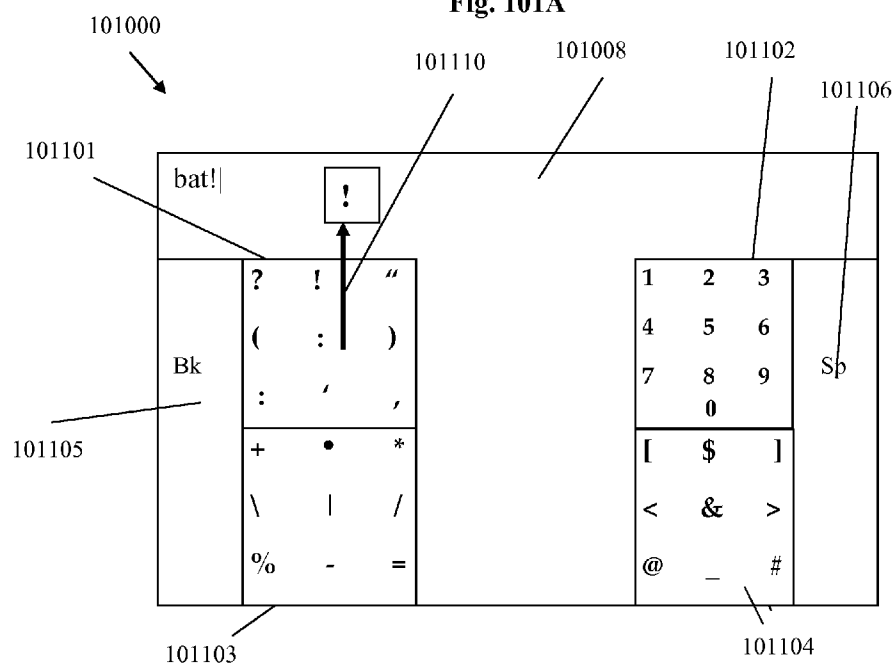 Fig. 101A
101000
101110
101008
101102
101106
101101
bat!
!
? ! “
1 2 3
( : )
4 5 6
Bk
7 8 9
Sp
: ‘ ,
0
101105
+ • *
[ $ ]
\ | /
< & >
% - =
@ _ #
101103
101104